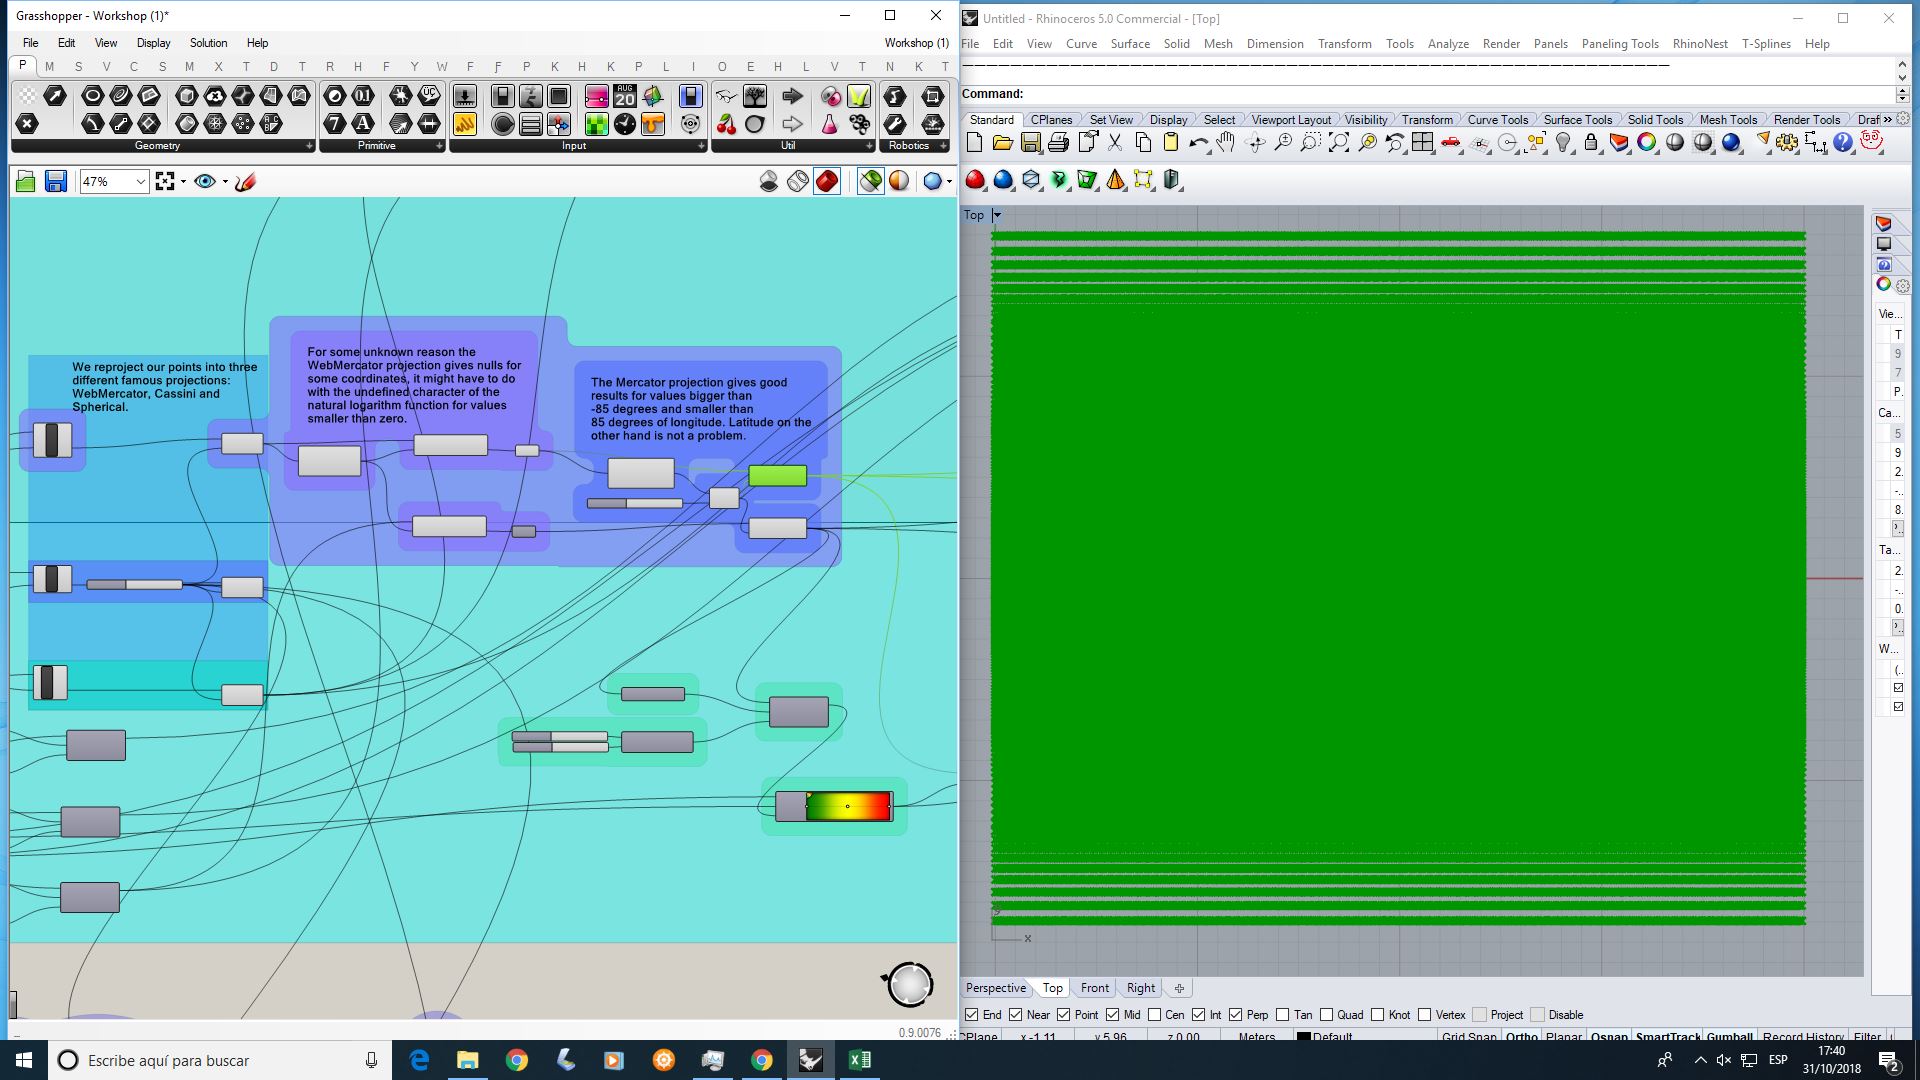 Grasshopper - Workshop (1)*
File Edit View Display Solution Help
Workshop (1)
P M S V C S M X T D T R H F Y W F F P K H K H L I O E H L V T N K T
Geometry
Primitive
Input
Util
Robotics
47%
We reproject our points into three
different famous projections:
WebMercator, Cassini and
Spherical.
For some unknown reason the
WebMercator projection gives nulls for
some coordinates, it might have to do
with the undefined character of the
natural logarithm function for values
smaller than zero.
The Mercator projection gives good
results for values bigger than
-85 degrees and smaller than
85 degrees of longitude. Latitude on the
other hand is not a problem.
0.9.0076
Untitled - Rhinoceros 5.0 Commercial - [Top]
File Edit View Curve Surface Solid Mesh Dimension Transform Tools Analyze Render Panels Paneling Tools RhinoNest T-Splines Help
Command:
Standard CPlanes Set View Display Select Viewport Layout Visibility Transform Curve Tools Surface Tools Solid Tools Mesh Tools Render Tools Draf
Top
x
Vie...
T
9
7
P.
Ca...
5
9
2.
-.
8.
Ta...
2.
-.
0.
W...
(.
Perspective Top Front Right
End Near Point Mid Cen Int Perp Tan Quad Knot Vertex Project Disable
CPlane x -1.11 y 5.96 z 0.00 Meters Default Grid Snap Ortho Planar Osnap SmartTrack Gumball Record History Filter
Escribe aquí para buscar
ESP
17:40
31/10/2018
2